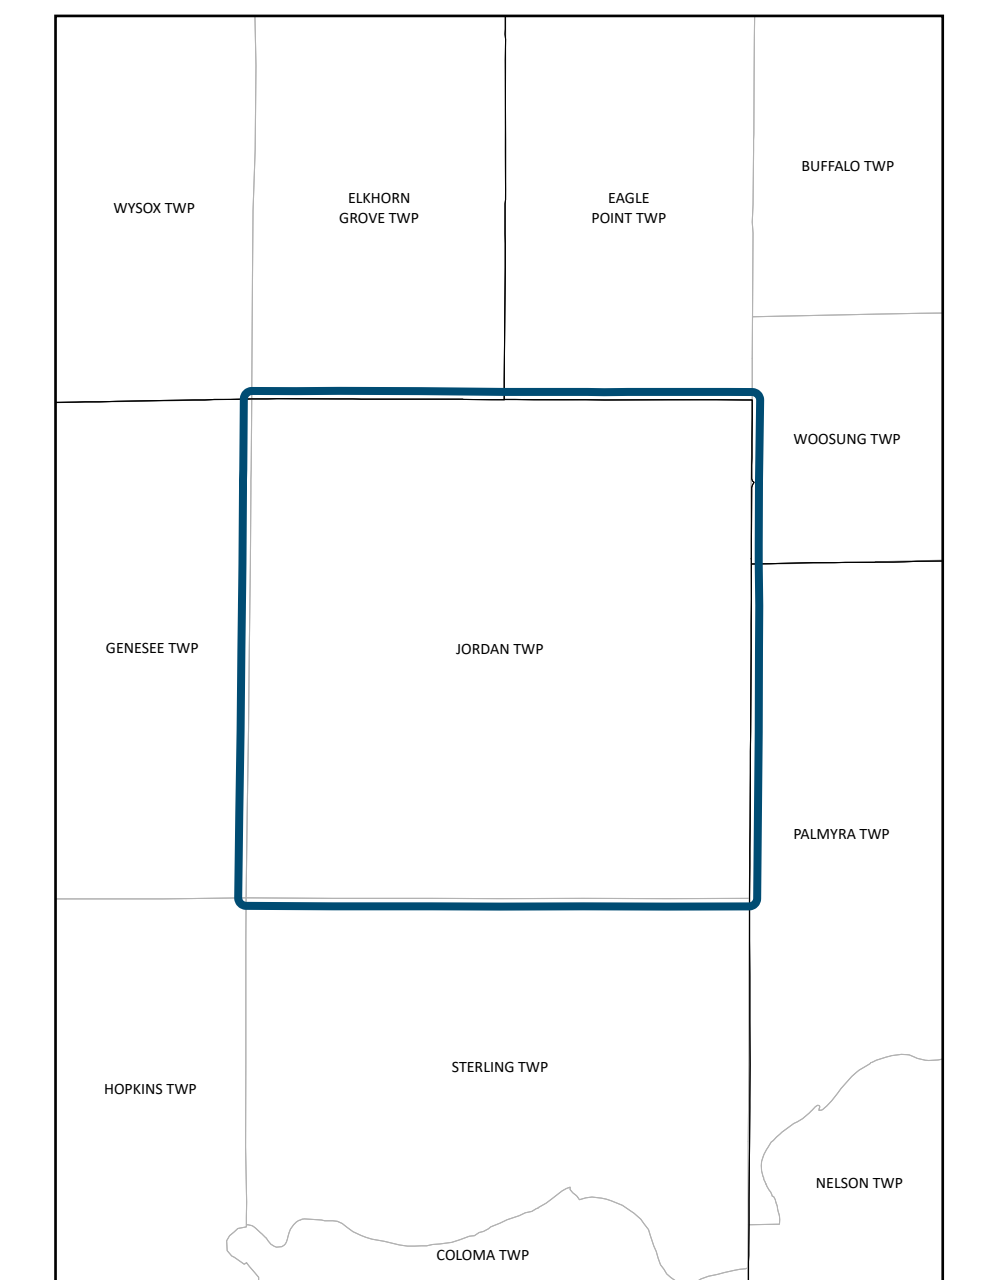 BUFFALO TWP
WYSOX TWP
ELKHORN
GROVE TWP
EAGLE
POINT TWP
WOOSUNG TWP
GENESEE TWP
JORDAN TWP
PALMYRA TWP
STERLING TWP
HOPKINS TWP
NELSON TWP
COLOMA TWP